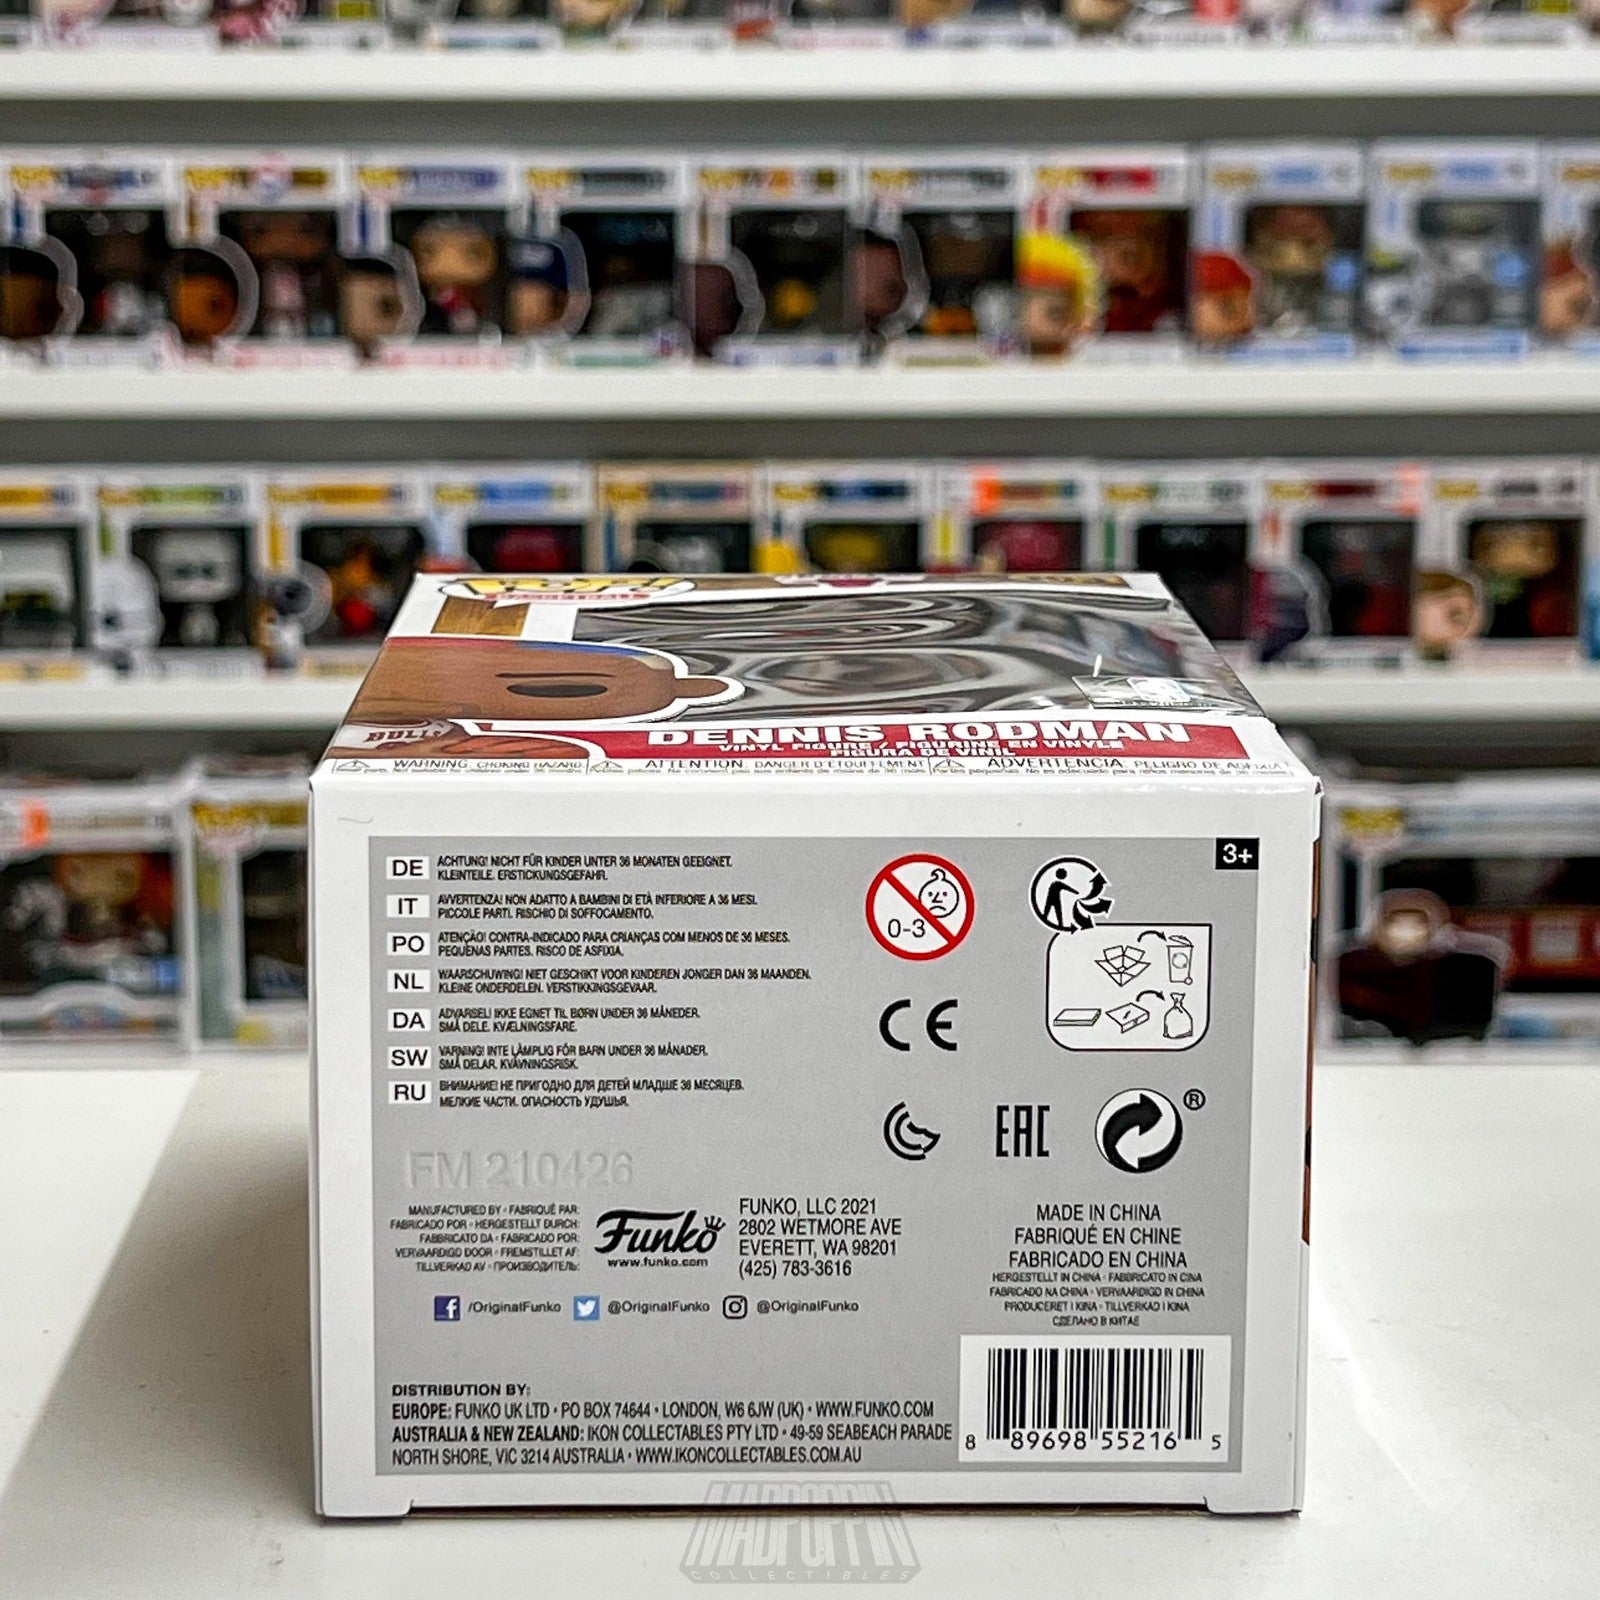 POP!
BULLS
DENNIS RODMAN
VINYL FIGURE / FIGURINE EN VINYLE
FIGURA DE VINIL
WARNING: CHOKING HAZARD.
ATTENTION: DANGER D'ÉTOUFFEMENT
ADVERTENCIA: PELIGRO DE ASFIXIA
3+
DE ACHTUNG! NICHT FÜR KINDER UNTER 36 MONATEN GEEIGNET.
KLEINTEILE. ERSTICKUNGSGEFAHR.
IT AVVERTENZA! NON ADATTO A BAMBINI DI ETÀ INFERIORE A 36 MESI.
PICCOLE PARTI. RISCHIO DI SOFFOCAMENTO.
PO ATENÇÃO! CONTRA-INDICADO PARA CRIANÇAS COM MENOS DE 36 MESES.
PEQUENAS PARTES. RISCO DE ASFIXIA.
NL WAARSCHUWING! NIET GESCHIKT VOOR KINDEREN JONGER DAN 36 MAANDEN.
KLEINE ONDERDELEN. VERSTIKKINGSGEVAAR.
DA ADVARSEL! IKKE EGNET TIL BØRN UNDER 36 MÅNEDER.
SMÅ DELE. KVÆLNINGSFARE.
SW VARNING! INTE LÄMPLIG FÖR BARN UNDER 36 MÅNADER.
SMÅ DELAR. KVÄVNINGSRISK.
RU ВНИМАНИЕ! НЕ ПРИГОДНО ДЛЯ ДЕТЕЙ МЛАДШЕ 36 МЕСЯЦЕВ.
МЕЛКИЕ ЧАСТИ. ОПАСНОСТЬ УДУШЬЯ.
0-3
CE
EAC
®
FM 210426
MANUFACTURED BY • FABRIQUÉ PAR:
FABRICADO POR • HERGESTELLT DURCH:
FABBRICATO DA • FABRICADO POR:
VERVAARDIGD DOOR • FREMSTILLET AF:
TILLVERKAD AV • ПРОИЗВОДИТЕЛЬ:
Funko
www.funko.com
FUNKO, LLC 2021
2802 WETMORE AVE
EVERETT, WA 98201
(425) 783-3616
/OriginalFunko @OriginalFunko @OriginalFunko
MADE IN CHINA
FABRIQUÉ EN CHINE
FABRICADO EN CHINA
HERGESTELLT IN CHINA • FABBRICATO IN CINA
FABRICADO NA CHINA • VERVAARDIGD IN CHINA
PRODUCERET I KINA • TILLVERKAD I KINA
СДЕЛАНО В КИТАЕ
DISTRIBUTION BY:
EUROPE: FUNKO UK LTD • PO BOX 74644 • LONDON, W6 6JW (UK) • WWW.FUNKO.COM
AUSTRALIA & NEW ZEALAND: IKON COLLECTABLES PTY LTD • 49-59 SEABEACH PARADE
NORTH SHORE, VIC 3214 AUSTRALIA • WWW.IKONCOLLECTABLES.COM.AU
8 89698 55216 5
MADPOPPIN
COLLECTIBLES